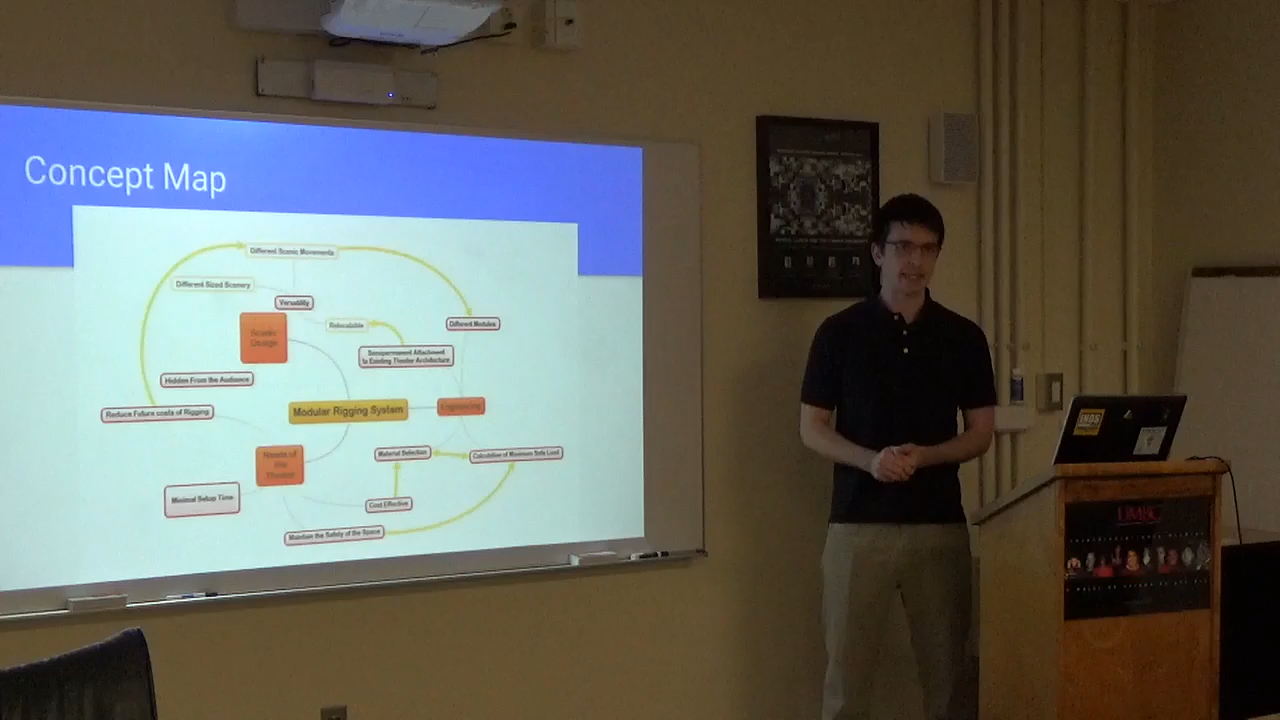 Concept Map
Different Scenic Movements
Different Sized Scenery
Versatility
Relocatable
Different Modules
Scenic
Design
Semipermanent Attachment
to Existing Theater Architecture
Hidden From the Audience
Reduce Future costs of Rigging
Modular Rigging System
Engineering
Needs of
the
Theater
Material Selection
Calculation of Maximum Safe Load
Minimal Setup Time
Cost Effective
Maintain the Safety of the Space
INDS
UMBC